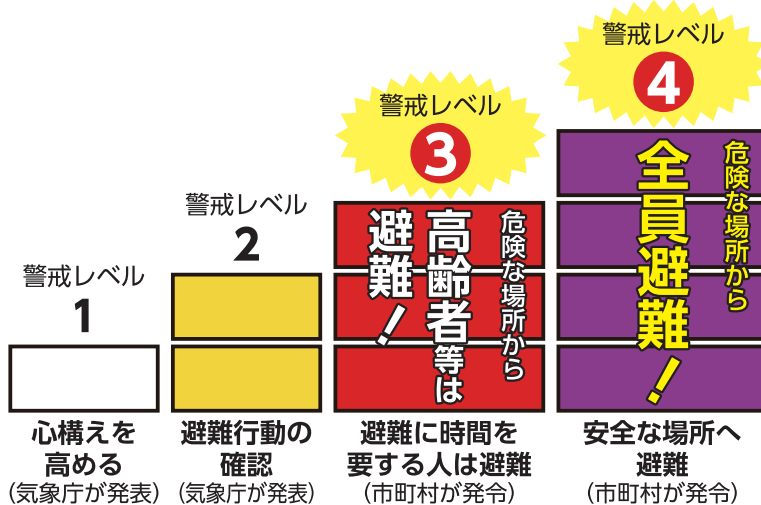 警戒レベル
1
心構えを
高める
（気象庁が発表）
警戒レベル
2
避難行動の
確認
（気象庁が発表）
警戒レベル
3
危険な場所から
高齢者等は
避難！
避難に時間を
要する人は避難
（市町村が発令）
警戒レベル
4
危険な場所から
全員避難！
安全な場所へ
避難
（市町村が発令）